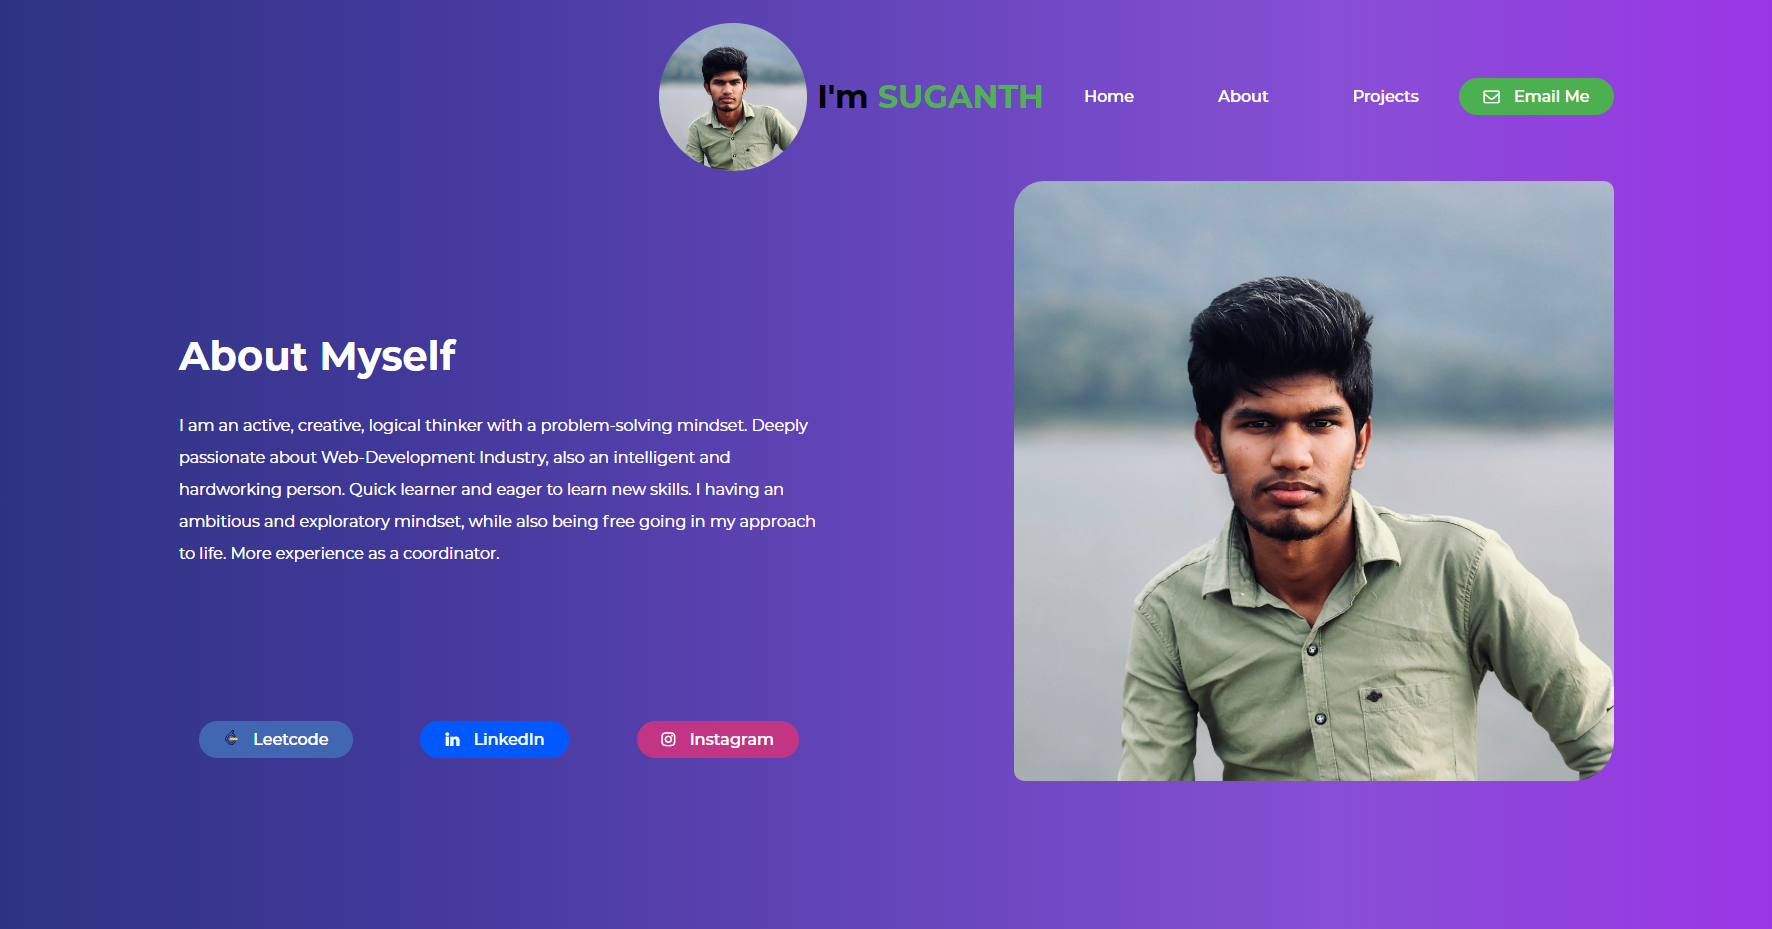 I'm SUGANTH
Home
About
Projects
Email Me
About Myself
I am an active, creative, logical thinker with a problem-solving mindset. Deeply
passionate about Web-Development Industry, also an intelligent and
hardworking person. Quick learner and eager to learn new skills. I having an
ambitious and exploratory mindset, while also being free going in my approach
to life. More experience as a coordinator.
Leetcode
LinkedIn
Instagram